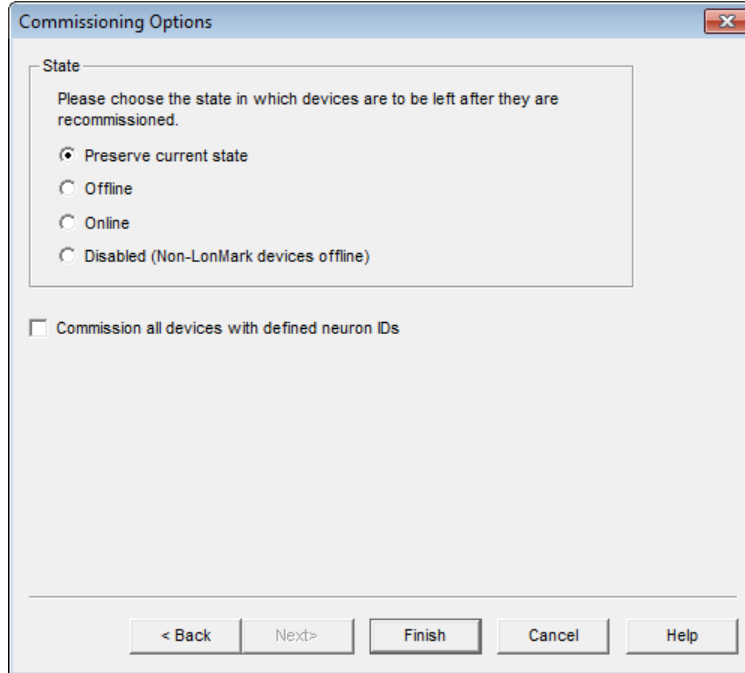 Commissioning Options
State
Please choose the state in which devices are to be left after they are
recommissioned.
Preserve current state
Offline
Online
Disabled (Non-LonMark devices offline)
Commission all devices with defined neuron IDs
< Back
Next>
Finish
Cancel
Help